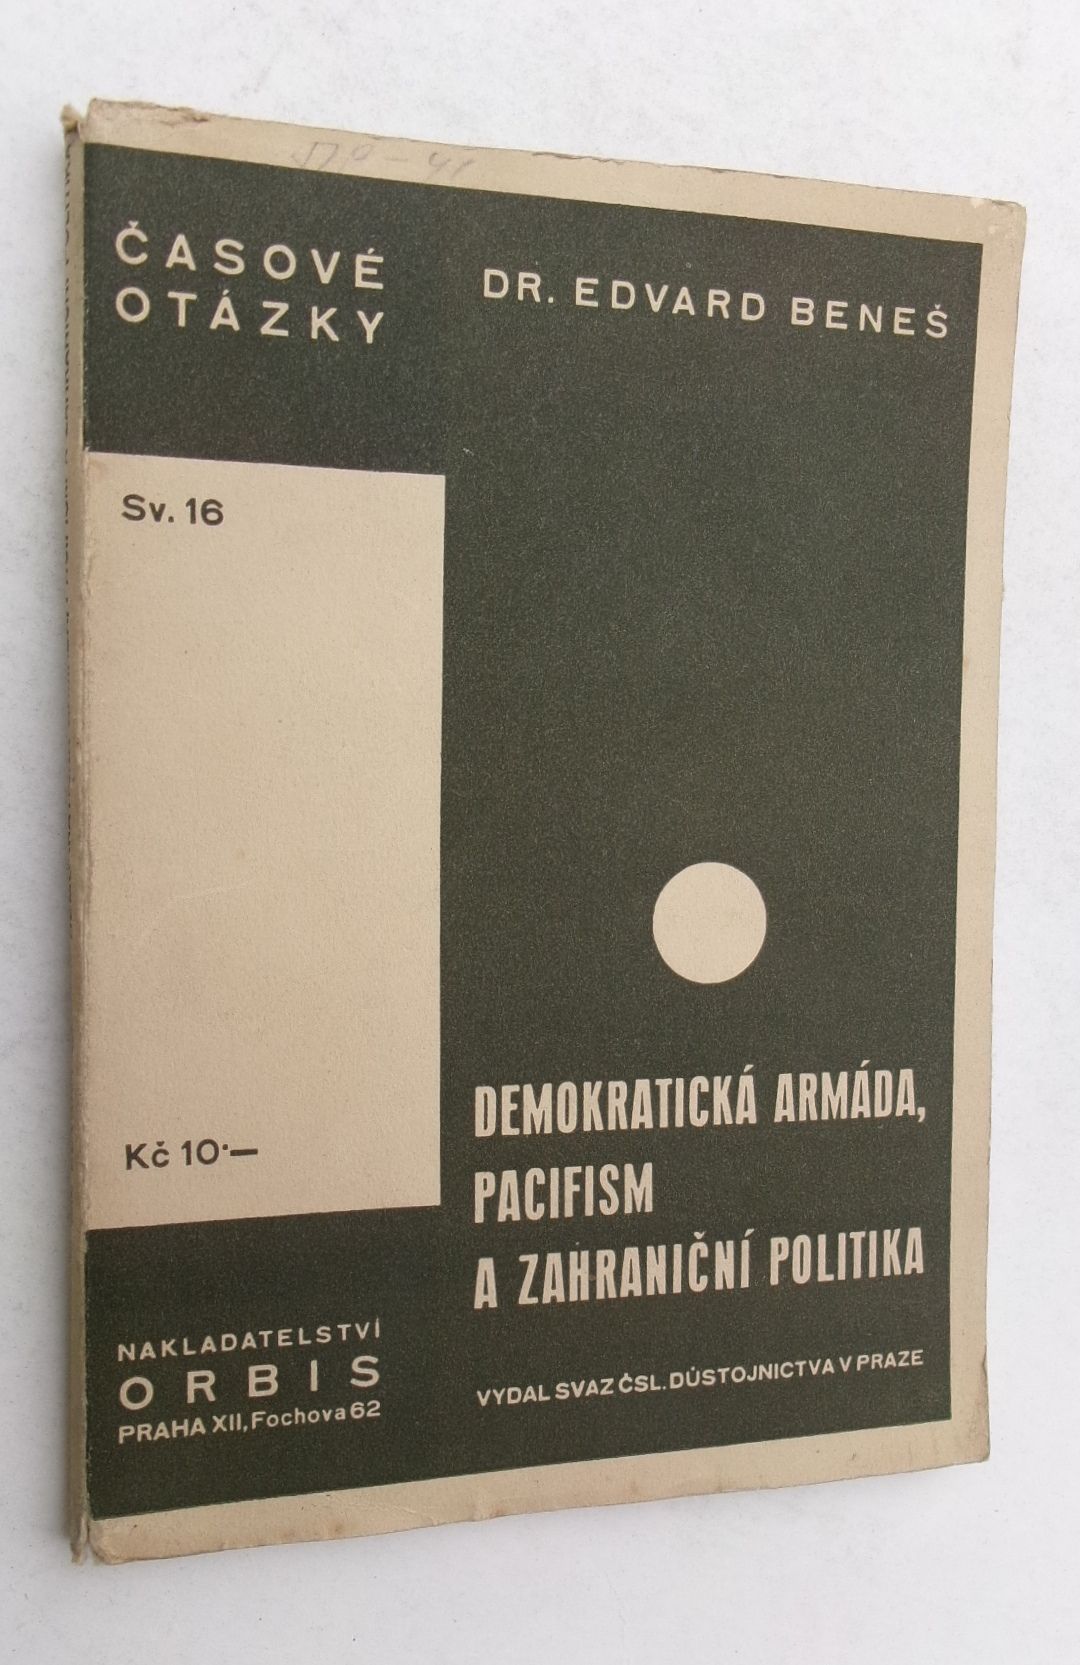 ČASOVÉ
OTÁZKY
DR. EDVARD BENEŠ
Sv. 16
Kč 10·—
DEMOKRATICKÁ ARMÁDA,
PACIFISM
A ZAHRANIČNÍ POLITIKA
NAKLADATELSTVÍ
ORBIS
PRAHA XII, Fochova 62
VYDAL SVAZ ČSL. DŮSTOJNICTVA V PRAZE